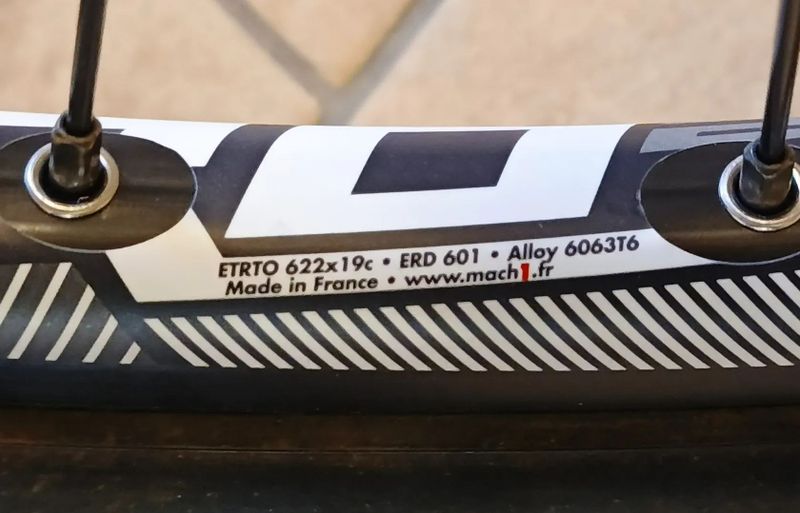 ETRTO 622x19c • ERD 601 • Alloy 6063T6
Made in France • www.mach1.fr